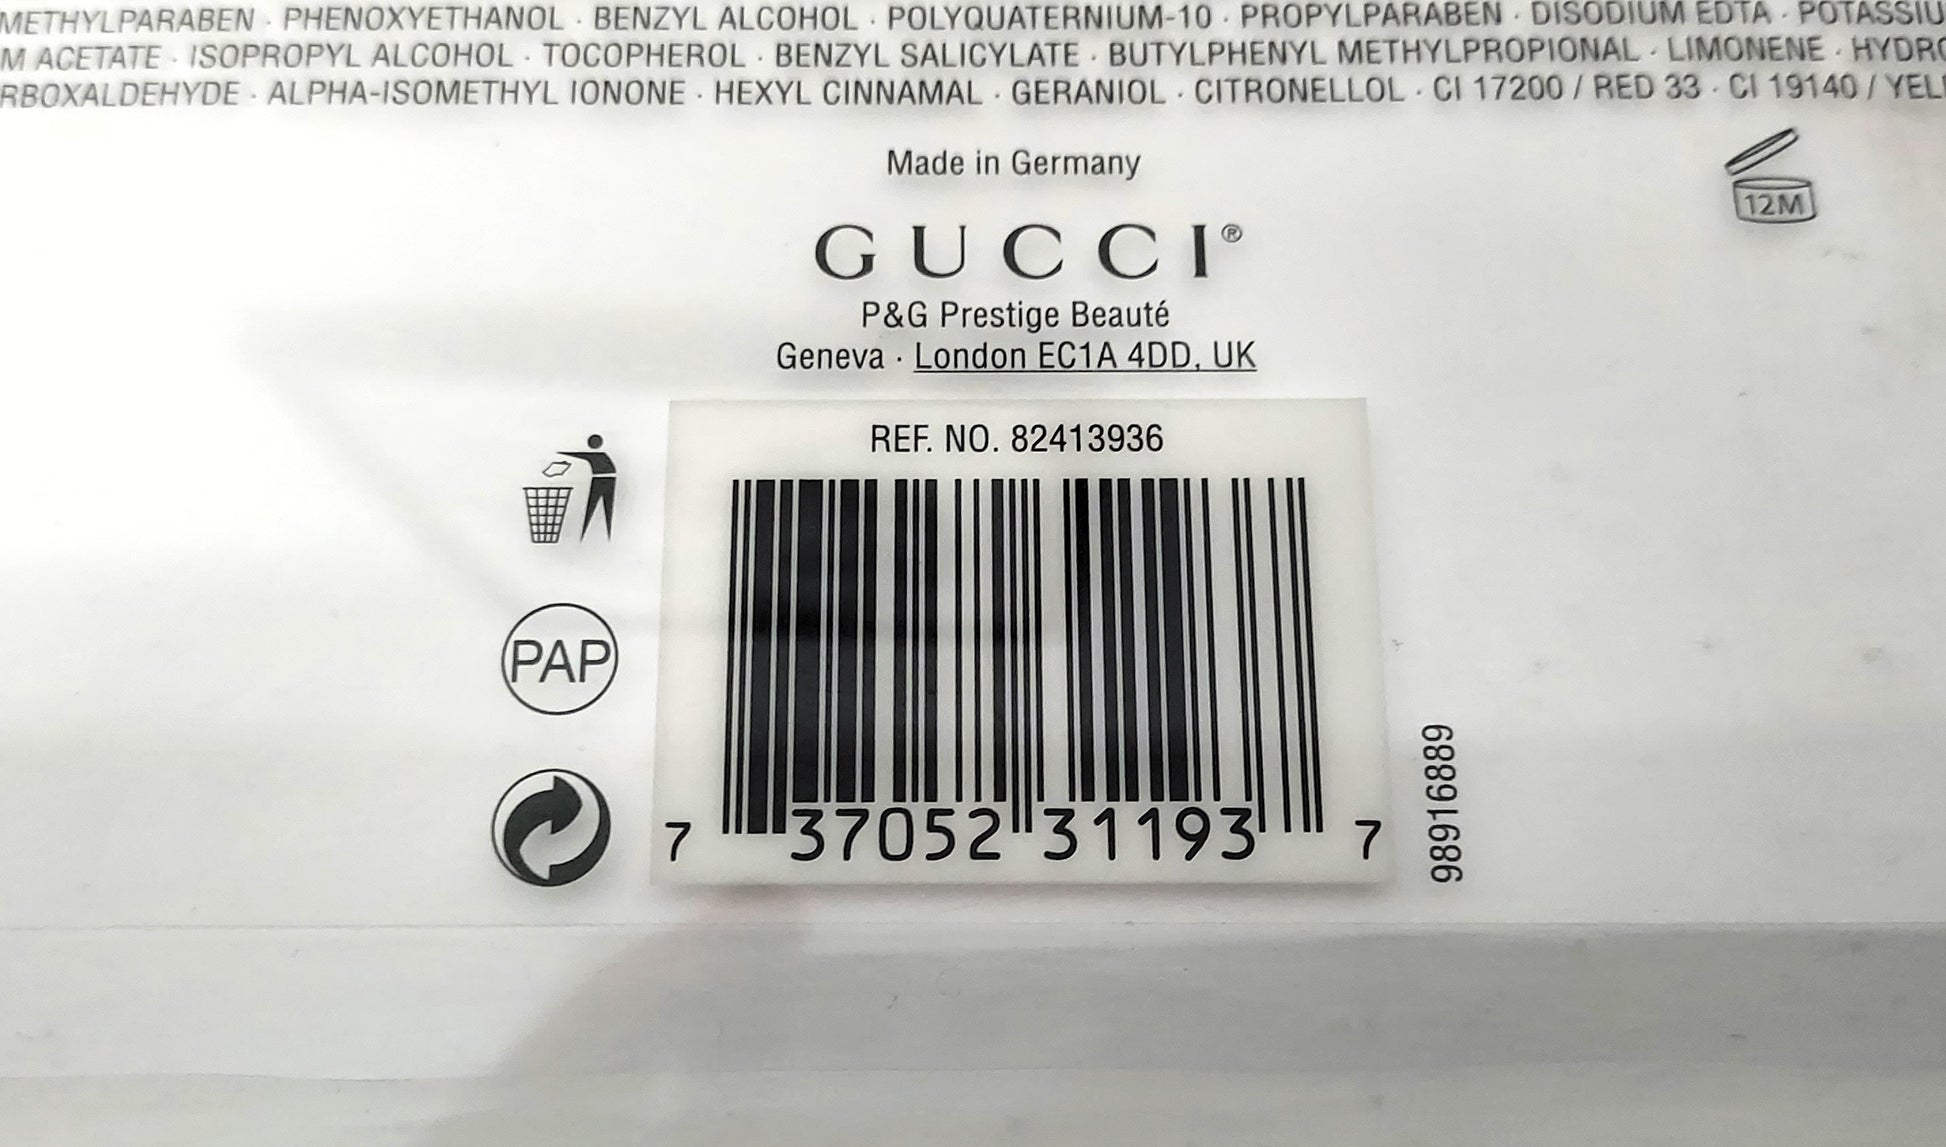 METHYLPARABEN · PHENOXYETHANOL · BENZYL ALCOHOL · POLYQUATERNIUM-10 · PROPYLPARABEN · DISODIUM EDTA · POTASSIU
M ACETATE · ISOPROPYL ALCOHOL · TOCOPHEROL · BENZYL SALICYLATE · BUTYLPHENYL METHYLPROPIONAL · LIMONENE · HYDRO
RBOXALDEHYDE · ALPHA-ISOMETHYL IONONE · HEXYL CINNAMAL · GERANIOL · CITRONELLOL · CI 17200 / RED 33 · CI 19140 / YEL
Made in Germany
12M
GUCCI®
P&G Prestige Beauté
Geneva · London EC1A 4DD, UK
REF. NO. 82413936
PAP
7 37052 31193 7
98916889